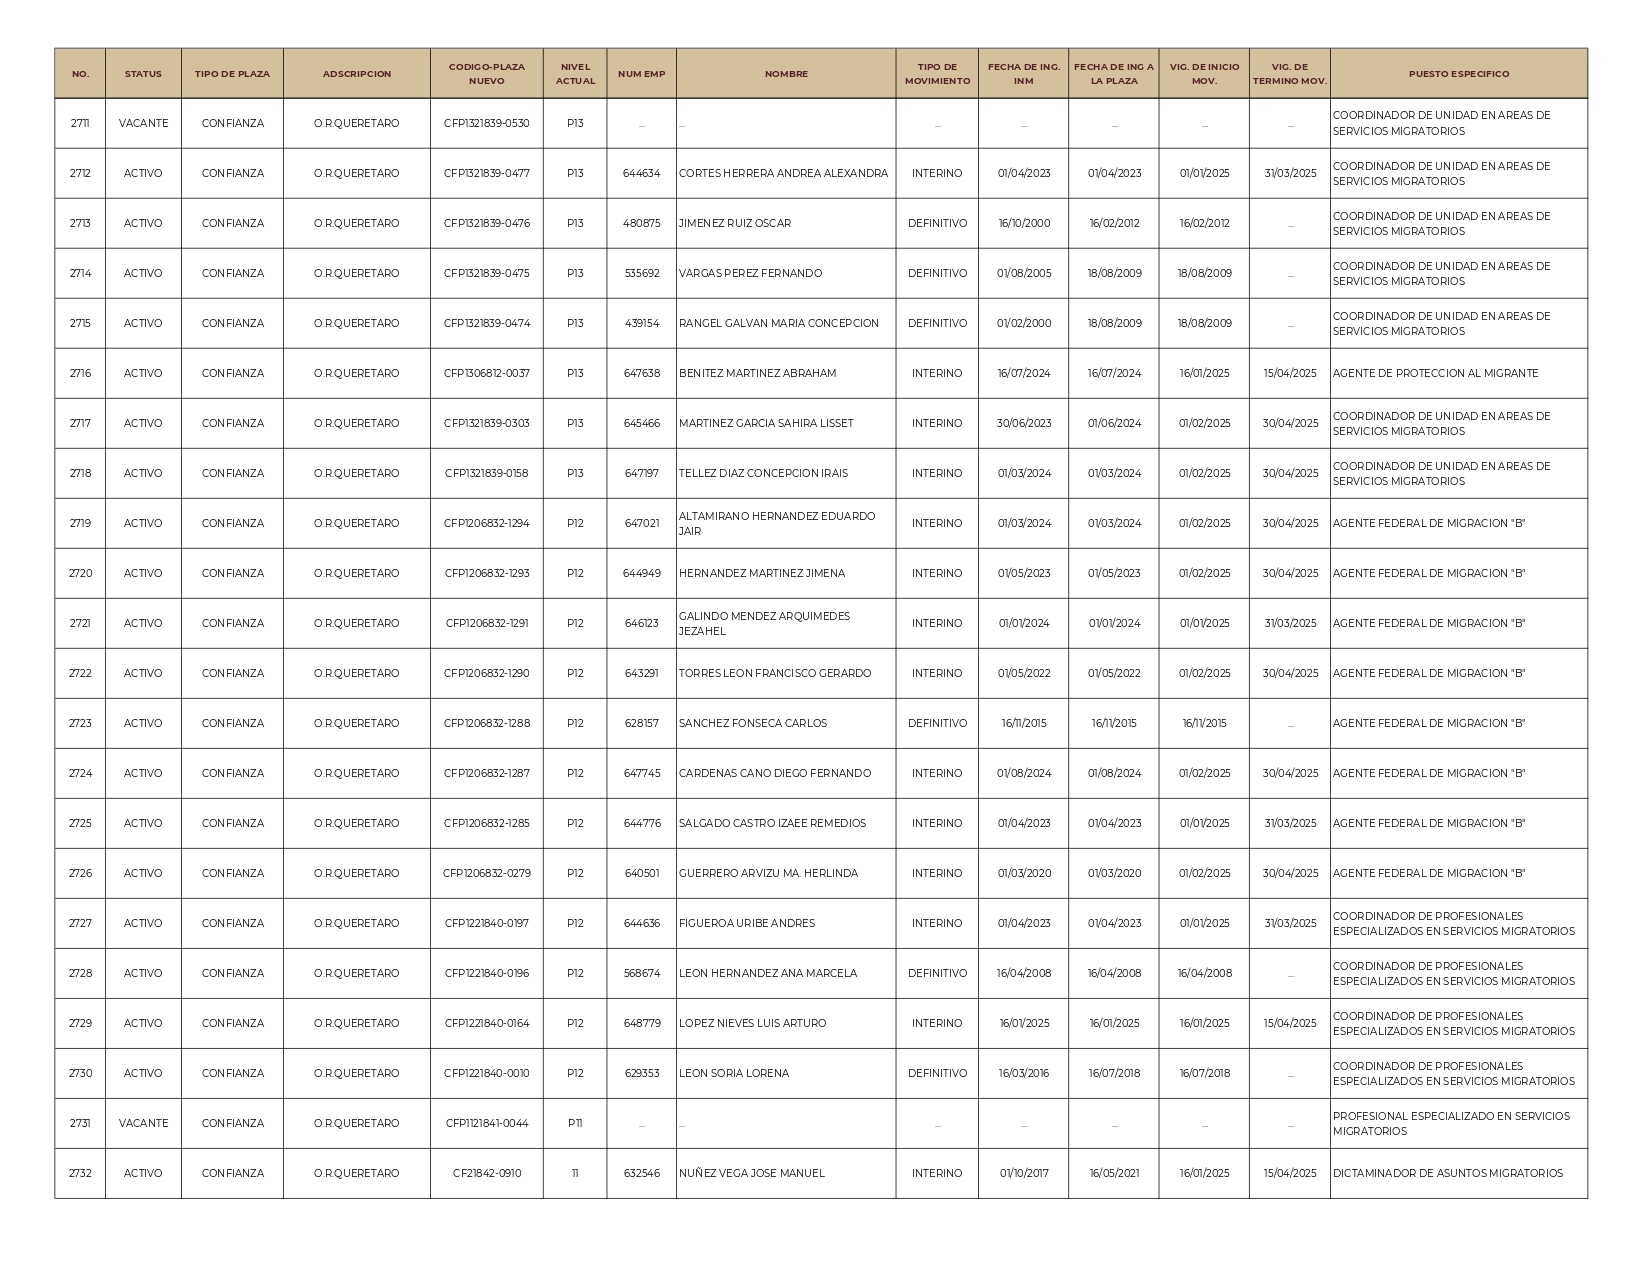 NO. STATUS TIPO DE PLAZA ADSCRIPCION CODIGO-PLAZA NUEVO NIVEL ACTUAL NUM EMP NOMBRE TIPO DE MOVIMIENTO FECHA DE ING. INM FECHA DE ING A LA PLAZA VIG. DE INICIO MOV. VIG. DE TERMINO MOV. PUESTO ESPECIFICO
2711 VACANTE CONFIANZA O.R.QUERETARO CFP1321839-0530 P13 ... ... ... ... ... ... ... COORDINADOR DE UNIDAD EN AREAS DE SERVICIOS MIGRATORIOS
2712 ACTIVO CONFIANZA O.R.QUERETARO CFP1321839-0477 P13 644634 CORTES HERRERA ANDREA ALEXANDRA INTERINO 01/04/2023 01/04/2023 01/01/2025 31/03/2025 COORDINADOR DE UNIDAD EN AREAS DE SERVICIOS MIGRATORIOS
2713 ACTIVO CONFIANZA O.R.QUERETARO CFP1321839-0476 P13 480875 JIMENEZ RUIZ OSCAR DEFINITIVO 16/10/2000 16/02/2012 16/02/2012 ... COORDINADOR DE UNIDAD EN AREAS DE SERVICIOS MIGRATORIOS
2714 ACTIVO CONFIANZA O.R.QUERETARO CFP1321839-0475 P13 535692 VARGAS PEREZ FERNANDO DEFINITIVO 01/08/2005 18/08/2009 18/08/2009 ... COORDINADOR DE UNIDAD EN AREAS DE SERVICIOS MIGRATORIOS
2715 ACTIVO CONFIANZA O.R.QUERETARO CFP1321839-0474 P13 439154 RANGEL GALVAN MARIA CONCEPCION DEFINITIVO 01/02/2000 18/08/2009 18/08/2009 ... COORDINADOR DE UNIDAD EN AREAS DE SERVICIOS MIGRATORIOS
2716 ACTIVO CONFIANZA O.R.QUERETARO CFP1306812-0037 P13 647638 BENITEZ MARTINEZ ABRAHAM INTERINO 16/07/2024 16/07/2024 16/01/2025 15/04/2025 AGENTE DE PROTECCION AL MIGRANTE
2717 ACTIVO CONFIANZA O.R.QUERETARO CFP1321839-0303 P13 645466 MARTINEZ GARCIA SAHIRA LISSET INTERINO 30/06/2023 01/06/2024 01/02/2025 30/04/2025 COORDINADOR DE UNIDAD EN AREAS DE SERVICIOS MIGRATORIOS
2718 ACTIVO CONFIANZA O.R.QUERETARO CFP1321839-0158 P13 647197 TELLEZ DIAZ CONCEPCION IRAIS INTERINO 01/03/2024 01/03/2024 01/02/2025 30/04/2025 COORDINADOR DE UNIDAD EN AREAS DE SERVICIOS MIGRATORIOS
2719 ACTIVO CONFIANZA O.R.QUERETARO CFP1206832-1294 P12 647021 ALTAMIRANO HERNANDEZ EDUARDO JAIR INTERINO 01/03/2024 01/03/2024 01/02/2025 30/04/2025 AGENTE FEDERAL DE MIGRACION "B"
2720 ACTIVO CONFIANZA O.R.QUERETARO CFP1206832-1293 P12 644949 HERNANDEZ MARTINEZ JIMENA INTERINO 01/05/2023 01/05/2023 01/02/2025 30/04/2025 AGENTE FEDERAL DE MIGRACION "B"
2721 ACTIVO CONFIANZA O.R.QUERETARO CFP1206832-1291 P12 646123 GALINDO MENDEZ ARQUIMEDES JEZAHEL INTERINO 01/01/2024 01/01/2024 01/01/2025 31/03/2025 AGENTE FEDERAL DE MIGRACION "B"
2722 ACTIVO CONFIANZA O.R.QUERETARO CFP1206832-1290 P12 643291 TORRES LEON FRANCISCO GERARDO INTERINO 01/05/2022 01/05/2022 01/02/2025 30/04/2025 AGENTE FEDERAL DE MIGRACION "B"
2723 ACTIVO CONFIANZA O.R.QUERETARO CFP1206832-1288 P12 628157 SANCHEZ FONSECA CARLOS DEFINITIVO 16/11/2015 16/11/2015 16/11/2015 ... AGENTE FEDERAL DE MIGRACION "B"
2724 ACTIVO CONFIANZA O.R.QUERETARO CFP1206832-1287 P12 647745 CARDENAS CANO DIEGO FERNANDO INTERINO 01/08/2024 01/08/2024 01/02/2025 30/04/2025 AGENTE FEDERAL DE MIGRACION "B"
2725 ACTIVO CONFIANZA O.R.QUERETARO CFP1206832-1285 P12 644776 SALGADO CASTRO IZAEE REMEDIOS INTERINO 01/04/2023 01/04/2023 01/01/2025 31/03/2025 AGENTE FEDERAL DE MIGRACION "B"
2726 ACTIVO CONFIANZA O.R.QUERETARO CFP1206832-0279 P12 640501 GUERRERO ARVIZU MA. HERLINDA INTERINO 01/03/2020 01/03/2020 01/02/2025 30/04/2025 AGENTE FEDERAL DE MIGRACION "B"
2727 ACTIVO CONFIANZA O.R.QUERETARO CFP1221840-0197 P12 644636 FIGUEROA URIBE ANDRES INTERINO 01/04/2023 01/04/2023 01/01/2025 31/03/2025 COORDINADOR DE PROFESIONALES ESPECIALIZADOS EN SERVICIOS MIGRATORIOS
2728 ACTIVO CONFIANZA O.R.QUERETARO CFP1221840-0196 P12 568674 LEON HERNANDEZ ANA MARCELA DEFINITIVO 16/04/2008 16/04/2008 16/04/2008 ... COORDINADOR DE PROFESIONALES ESPECIALIZADOS EN SERVICIOS MIGRATORIOS
2729 ACTIVO CONFIANZA O.R.QUERETARO CFP1221840-0164 P12 648779 LOPEZ NIEVES LUIS ARTURO INTERINO 16/01/2025 16/01/2025 16/01/2025 15/04/2025 COORDINADOR DE PROFESIONALES ESPECIALIZADOS EN SERVICIOS MIGRATORIOS
2730 ACTIVO CONFIANZA O.R.QUERETARO CFP1221840-0010 P12 629353 LEON SORIA LORENA DEFINITIVO 16/03/2016 16/07/2018 16/07/2018 ... COORDINADOR DE PROFESIONALES ESPECIALIZADOS EN SERVICIOS MIGRATORIOS
2731 VACANTE CONFIANZA O.R.QUERETARO CFP1121841-0044 P11 ... ... ... ... ... ... ... PROFESIONAL ESPECIALIZADO EN SERVICIOS MIGRATORIOS
2732 ACTIVO CONFIANZA O.R.QUERETARO CF21842-0910 11 632546 NUÑEZ VEGA JOSE MANUEL INTERINO 01/10/2017 16/05/2021 16/01/2025 15/04/2025 DICTAMINADOR DE ASUNTOS MIGRATORIOS